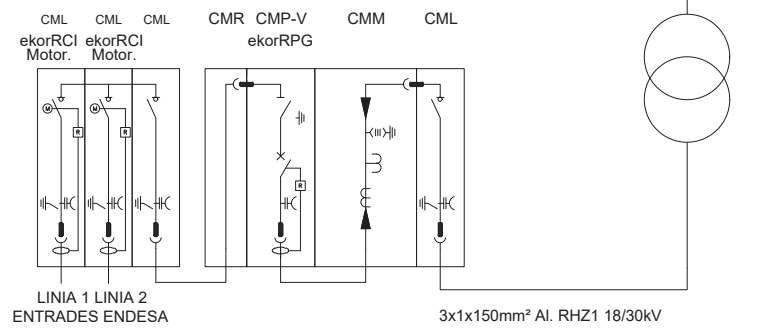 CML CML CML CMR CMP-V CMM CML
ekorRCI ekorRCI ekorRPG
Motor. Motor.
M M
R R
R
LINIA 1 LINIA 2
ENTRADES ENDESA
3x1x150mm² Al. RHZ1 18/30kV